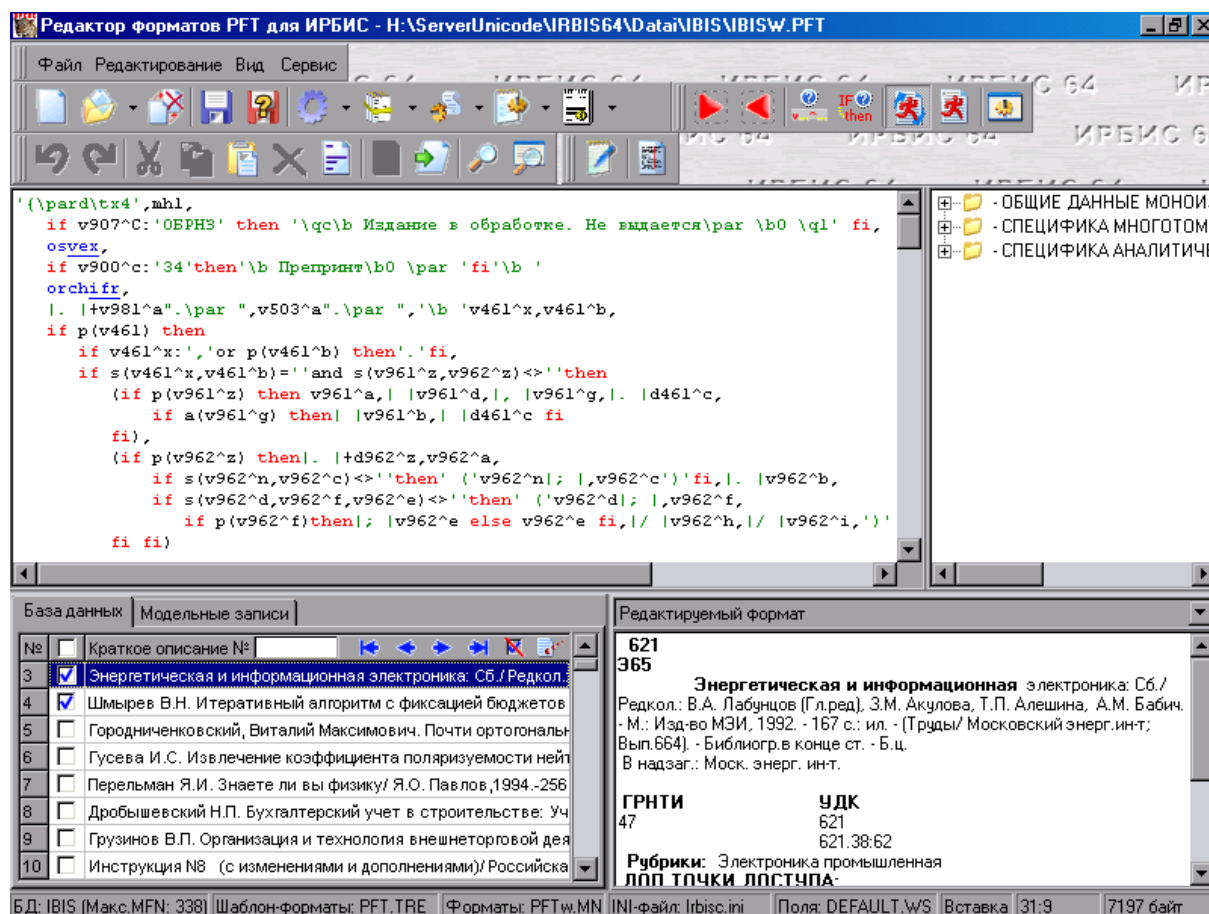 Редактор форматов PFT для ИРБИС - H:\ServerUnicode\IRBIS64\Datai\IBIS\IBISW.PFT
Файл Редактирование Вид Сервис
IF then
'{\pard\tx4',mhl,
if v907^C:'ОБРНЗ' then '\qc\b Издание в обработке. Не выдается\par \b0 \ql' fi,
osvex,
if v900^c:'34'then'\b Препринт\b0 \par 'fi'\b '
orchifr,
|. |+v981^a".\par ",v503^a".\par ",'\b 'v461^x,v461^b,
if p(v461) then
if v461^x:','or p(v461^b) then'.'fi,
if s(v461^x,v461^b)=''and s(v961^z,v962^z)<>''then
(if p(v961^z) then v961^a,| |v961^d,|, |v961^g,|. |d461^c,
if a(v961^g) then| |v961^b,| |d461^c fi
fi),
(if p(v962^z) then|. |+d962^z,v962^a,
if s(v962^n,v962^c)<>''then' ('v962^n|; |,v962^c')'fi,|. |v962^b,
if s(v962^d,v962^f,v962^e)<>''then' ('v962^d|; |,v962^f,
if p(v962^f)then|; |v962^e else v962^e fi,|/ |v962^h,|/ |v962^i,')'
fi fi)
- ОБЩИЕ ДАННЫЕ МОНОИ
- СПЕЦИФИКА МНОГОТОМ
- СПЕЦИФИКА АНАЛИТИЧЕ
База данных Модельные записи
№ Краткое описание №
3 Энергетическая и информационная электроника: Сб./ Редкол.
4 Шмырев В.Н. Итеративный алгоритм с фиксацией бюджетов
5 Городниченковский, Виталий Максимович. Почти ортогональн
6 Гусева И.С. Извлечение коэффициента поляризуемости нейт
7 Перельман Я.И. Знаете ли вы физику/ Я.О. Павлов,1994.-256
8 Дробышевский Н.П. Бухгалтерский учет в строительстве: Уч
9 Грузинов В.П. Организация и технология внешнеторговой дея
10 Инструкция N8 (с изменениями и дополнениями)/ Российска
Редактируемый формат
621
Э65
Энергетическая и информационная электроника: Сб./
Редкол.: В.А. Лабунцов (Гл.ред), З.М. Акулова, Т.П. Алешина, А.М. Бабич.
- М.: Изд-во МЭИ, 1992. - 167 с.: ил. - (Труды/ Московский энерг.ин-т;
Вып.664). - Библиогр.в конце ст. - Б.ц.
В надзаг.: Моск. энерг. ин-т.
ГРНТИ УДК
47 621
621.38:62
Рубрики: Электроника промышленная
ДОП ТОЧКИ ДОСТУПА:
БД: IBIS (Макс.MFN: 338) Шаблон-форматы: PFT.TRE Форматы: PFTw.MN INI-файл: Irbisc.ini Поля: DEFAULT.WS Вставка 31:9 7197 байт